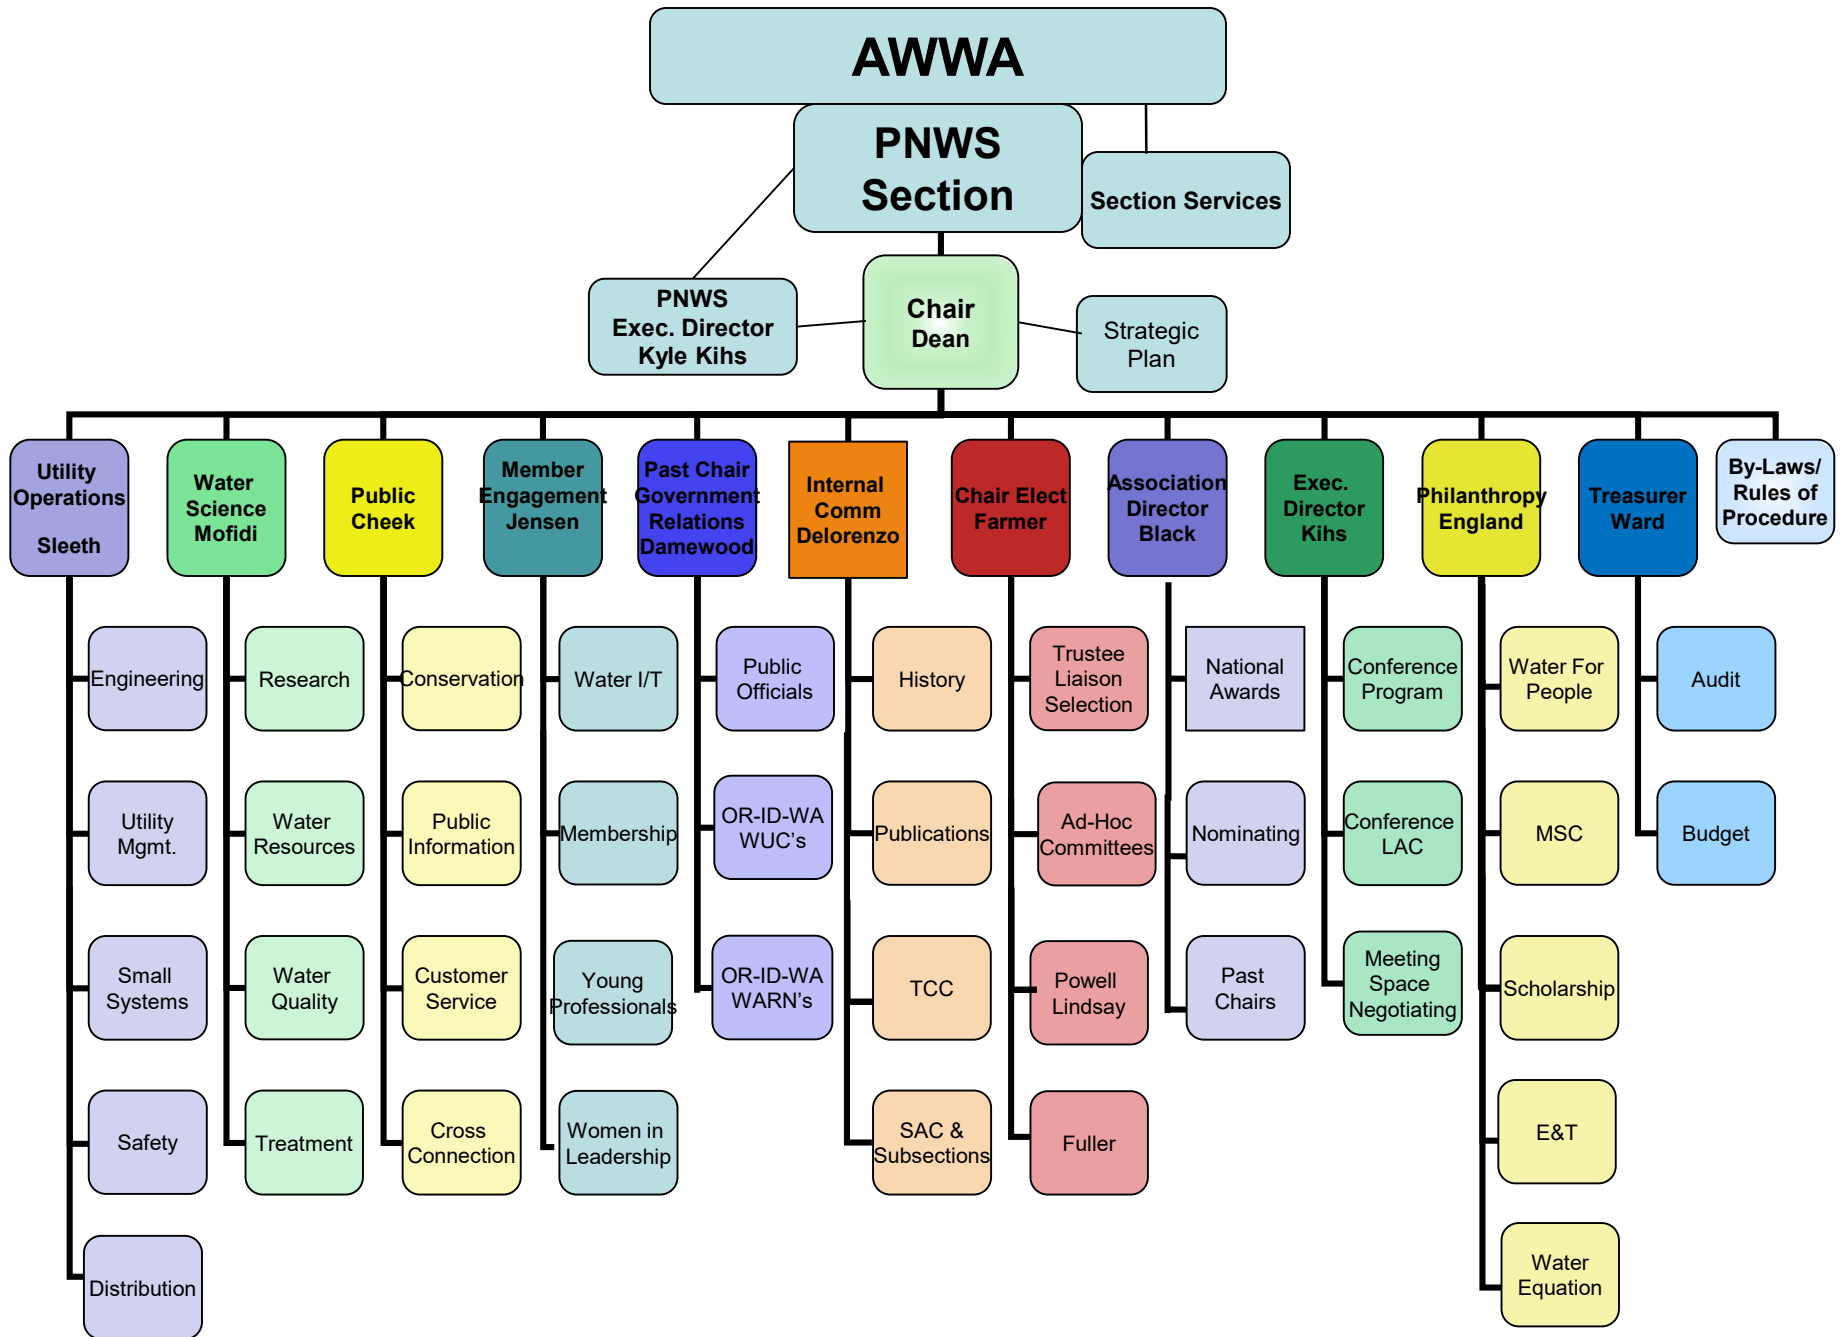 AWWA
PNWS
Section
Section Services
PNWS
Exec. Director
Kyle Kihs
Chair
Dean
Strategic
Plan
Utility
Operations
Sleeth
Water
Science
Mofidi
Public
Cheek
Member
Engagement
Jensen
Past Chair
Government
Relations
Damewood
Internal
Comm
Delorenzo
Chair Elect
Farmer
Association
Director
Black
Exec.
Director
Kihs
Philanthropy
England
Treasurer
Ward
By-Laws/
Rules of
Procedure
Engineering
Research
Conservation
Water I/T
Public
Officials
History
Trustee
Liaison
Selection
National
Awards
Conference
Program
Water For
People
Audit
Utility
Mgmt.
Water
Resources
Public
Information
Membership
OR-ID-WA
WUC’s
Publications
Ad-Hoc
Committees
Nominating
Conference
LAC
MSC
Budget
Small
Systems
Water
Quality
Customer
Service
Young
Professionals
OR-ID-WA
WARN’s
TCC
Powell
Lindsay
Past
Chairs
Meeting
Space
Negotiating
Scholarship
Safety
Treatment
Cross
Connection
Women in
Leadership
SAC &
Subsections
Fuller
E&T
Distribution
Water
Equation